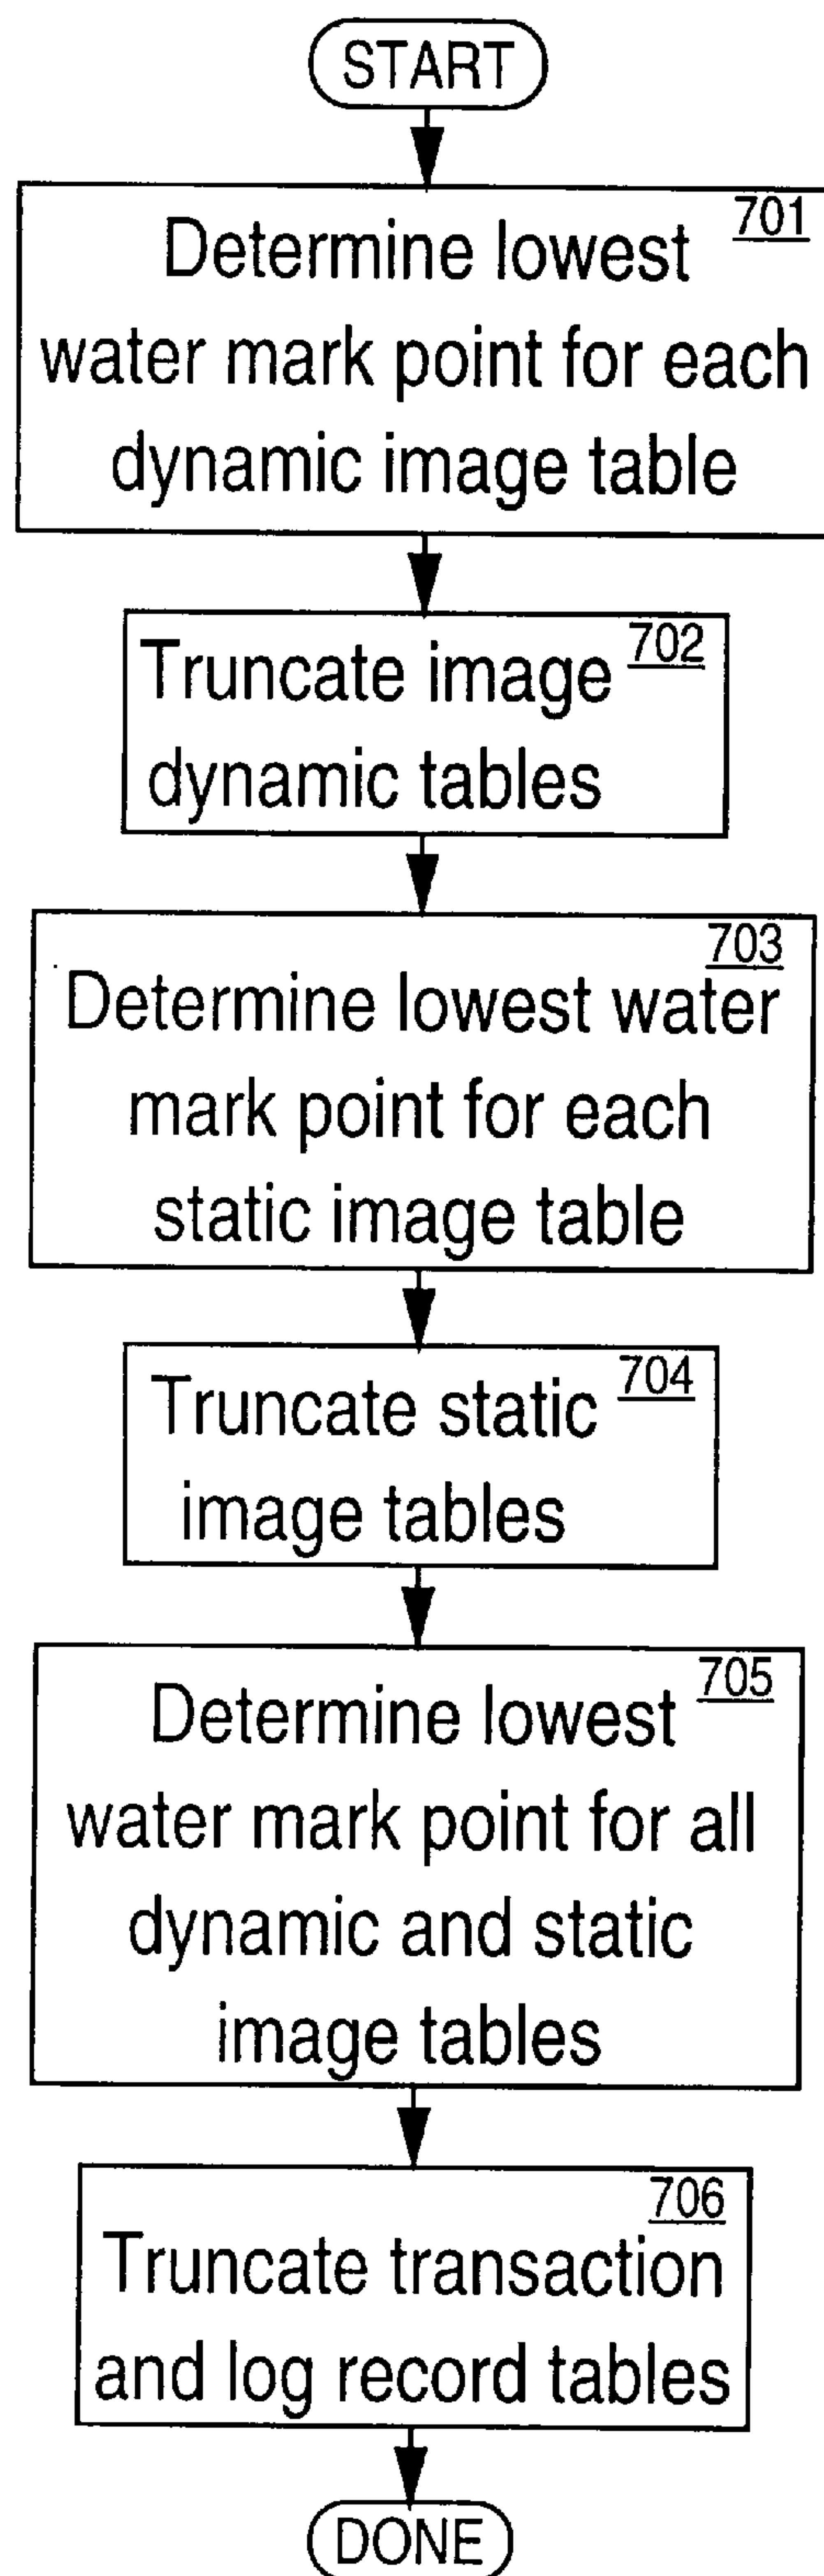 START
701
Determine lowest
water mark point for each
dynamic image table
702
Truncate image
dynamic tables
703
Determine lowest water
mark point for each
static image table
704
Truncate static
image tables
705
Determine lowest
water mark point for all
dynamic and static
image tables
706
Truncate transaction
and log record tables
DONE